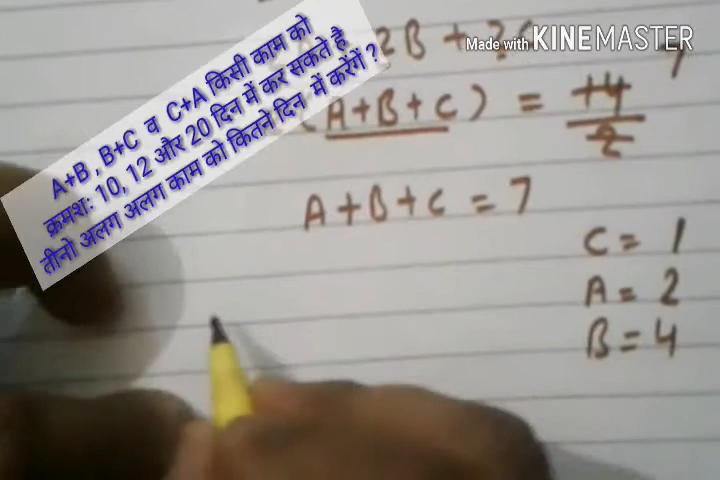 2B + 2C
Made with KINEMASTER
(A+B+C) = 14/2
A+B+C = 7
C = 1
A = 2
B = 4
A+B , B+C व C+A किसी काम को
क्रमश: 10, 12 और 20 दिन में कर सकते है
तीनो अलग अलग काम को कितने दिन में करेंगें ?